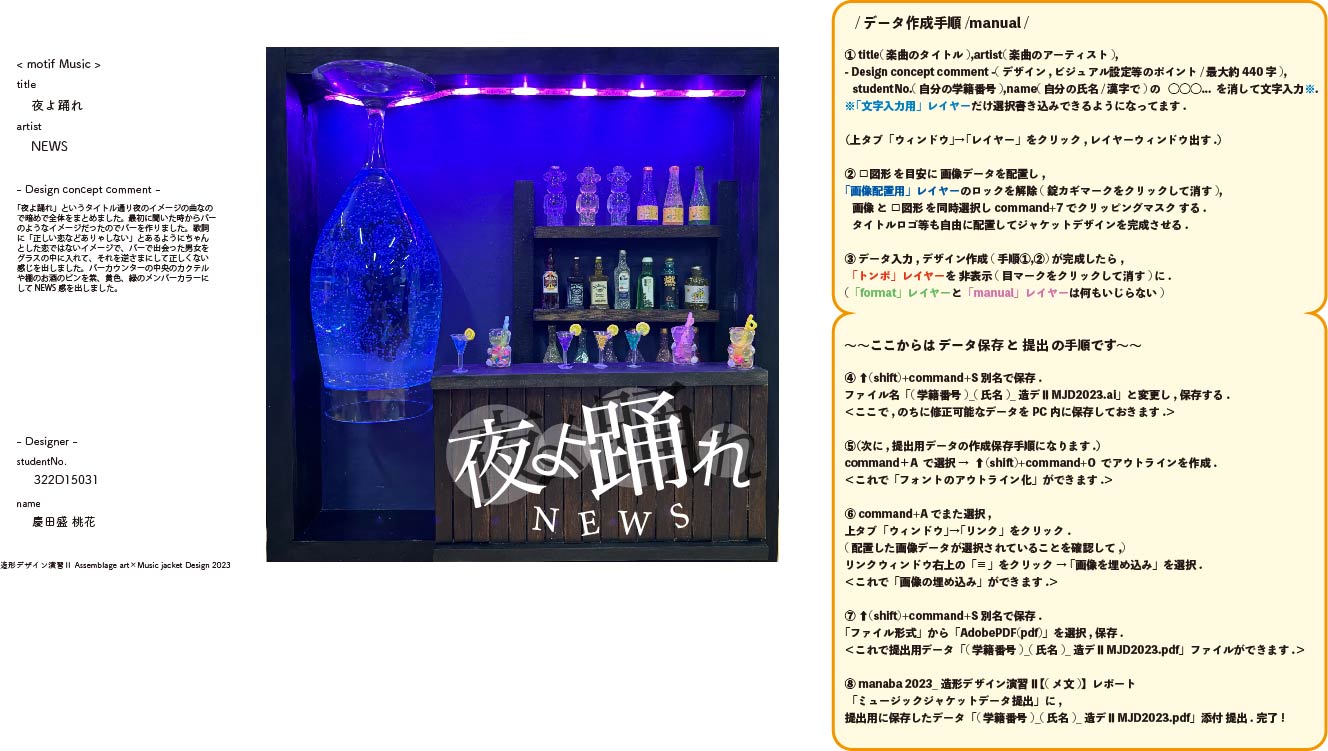 < motif Music >
title
夜よ踊れ
artist
NEWS
– Design concept comment –
「夜よ踊れ」というタイトル通り夜のイメージの曲なの
で暗めで全体をまとめました。最初に聞いた時からバー
のようなイメージだったのでバーを作りました。歌詞
に「正しい恋などありゃしない」とあるようにちゃん
とした恋ではないイメージで、バーで出会った男女を
グラスの中に入れて、それを逆さまにして正しくない
感じを出しました。バーカウンターの中央のカクテル
や棚のお酒のビンを紫、黄色、緑のメンバーカラーに
して NEWS 感を出しました。
– Designer –
studentNo.
322D15031
name
慶田盛 桃花
造形デザイン演習Ⅱ Assemblage art×Music jacket Design 2023
夜よ踊れ
NEWS
/ データ作成手順 /manual /
① title( 楽曲のタイトル ),artist( 楽曲のアーティスト ),
- Design concept comment -( デザイン , ビジュアル設定等のポイント / 最大約 440 字 ),
studentNo.( 自分の学籍番号 ),name( 自分の氏名 / 漢字で ) の 〇〇〇... を消して文字入力※.
※「文字入力用」レイヤーだけ選択書き込みできるようになってます .
(上タブ「ウィンドウ」→「レイヤー」をクリック , レイヤーウィンドウ出す .)
② □図形 を目安に 画像データを配置し ,
「画像配置用」レイヤーのロックを解除 ( 錠カギマークをクリックして消す ),
画像 と □図形 を同時選択し command+7 でクリッピングマスク する .
タイトルロゴ等も自由に配置してジャケットデザインを完成させる .
③ データ入力 , デザイン作成 ( 手順①,②) が完成したら ,
「トンボ」レイヤーを 非表示 ( 目マークをクリックして消す ) に .
(「format」レイヤーと「manual」レイヤーは何もいじらない )
～～ここからは データ保存 と 提出 の手順です～～
④ ⬆(shift)+command+S 別名で保存 .
ファイル名「( 学籍番号 )_( 氏名 )_ 造デⅡMJD2023.ai」と変更し , 保存する .
<ここで , のちに修正可能なデータを PC 内に保存しておきます .>
⑤(次に , 提出用データの作成保存手順になります .)
command＋A で選択 → ⬆(shift)+command+O でアウトラインを作成 .
<これで「フォントのアウトライン化」ができます .>
⑥ command+A でまた選択 ,
上タブ「ウィンドウ」→「リンク」をクリック .
( 配置した画像データが選択されていることを確認して ,)
リンクウィンドウ右上の「≡」をクリック →「画像を埋め込み」を選択 .
<これで「画像の埋め込み」ができます .>
⑦ ⬆(shift)+command+S 別名で保存 .
「ファイル形式」から「AdobePDF(pdf)」を選択 , 保存 .
<これで提出用データ「( 学籍番号 )_( 氏名 )_ 造デⅡMJD2023.pdf」ファイルができます .>
⑧ manaba 2023_ 造形デザイン演習Ⅱ【( メ文 )】レポート
「ミュージックジャケットデータ提出」に ,
提出用に保存したデータ「( 学籍番号 )_( 氏名 )_ 造デⅡMJD2023.pdf」添付 提出 . 完了 !